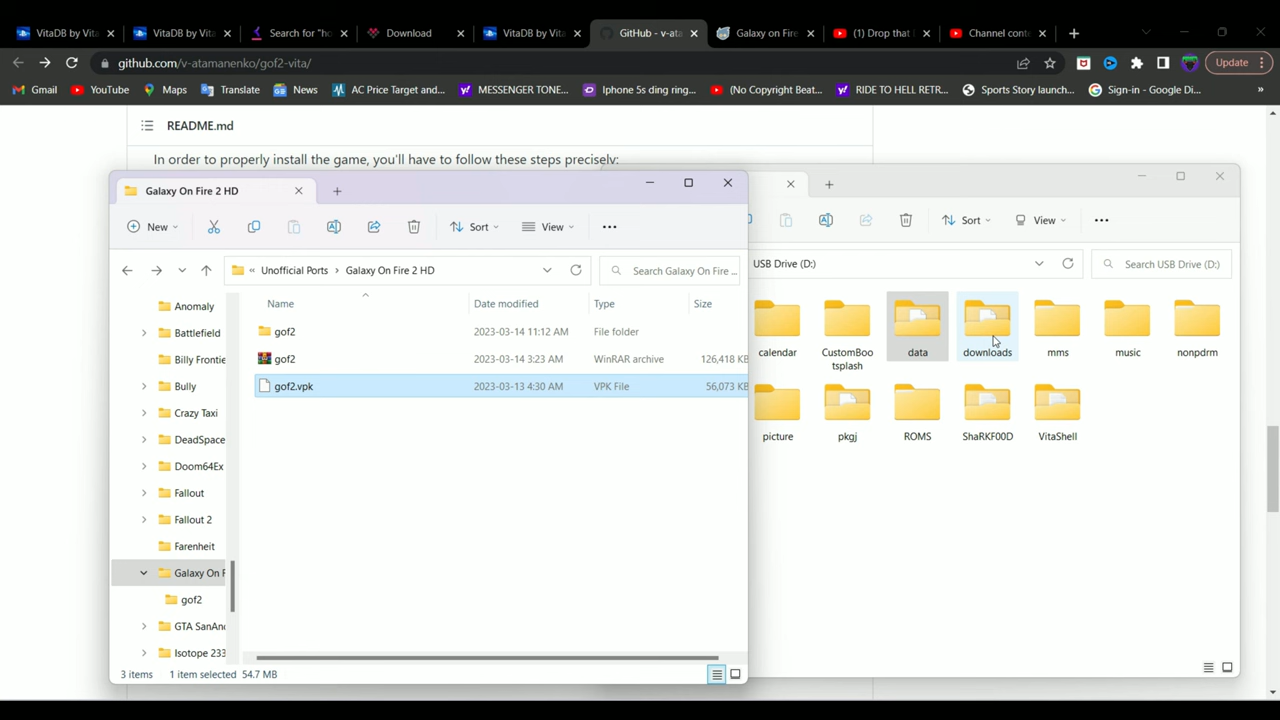 VitaDB by Vita
VitaDB by Vita
Search for "ho
Download
VitaDB by Vita
GitHub - v-ata
Galaxy on Fire
(1) Drop that
Channel conte
github.com/v-atamanenko/gof2-vita/
Update
Gmail
YouTube
Maps
Translate
News
AC Price Target and...
MESSENGER TONE...
Iphone 5s ding ring...
(No Copyright Beat...
RIDE TO HELL RETR...
Sports Story launch...
Sign-in - Google Di...
»
README.md
In order to properly install the game, you'll have to follow these steps precisely:
Galaxy On Fire 2 HD
New
Sort
View
Sort
View
« Unofficial Ports > Galaxy On Fire 2 HD
Search Galaxy On Fire ...
USB Drive (D:)
Search USB Drive (D:)
Name
Date modified
Type
Size
gof2
2023-03-14 11:12 AM
File folder
gof2
2023-03-14 3:23 AM
WinRAR archive
126,418 KB
gof2.vpk
2023-03-13 4:30 AM
VPK File
56,073 KB
Anomaly
Battlefield
Billy Frontie
Bully
Crazy Taxi
DeadSpace
Doom64Ex
Fallout
Fallout 2
Farenheit
Galaxy On F
gof2
GTA SanAnd
Isotope 233
calendar
CustomBoo
tsplash
data
downloads
mms
music
nonpdrm
picture
pkgj
ROMS
ShaRKF00D
VitaShell
3 items
1 item selected 54.7 MB